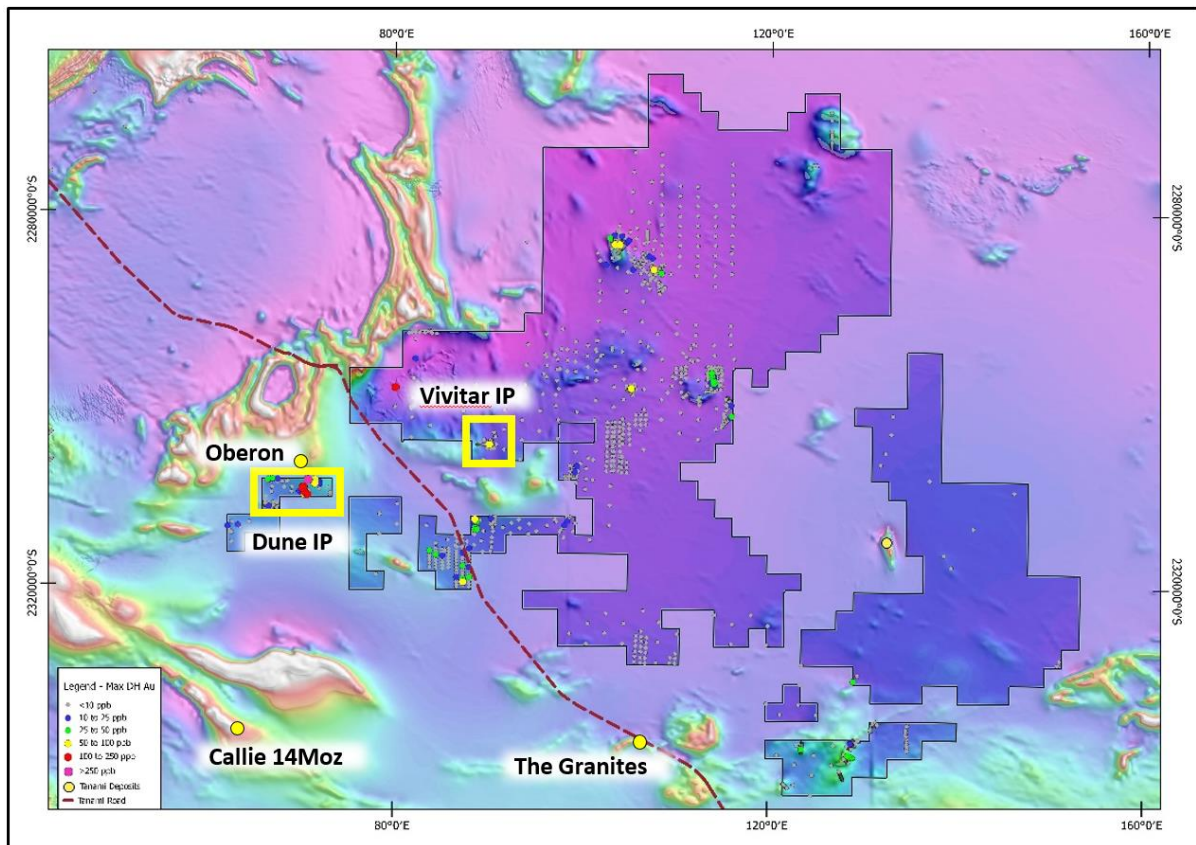 80°0'E
120°0'E
160°0'E
2280000°0'S
2280000°0'S
Vivitar IP
Oberon
Dune IP
2320000°0'S
2320000°0'S
Legend - Max DH Au
<10 ppb
10 to 25 ppb
25 to 50 ppb
50 to 100 ppb
100 to 250 ppb
>250 ppb
Tanami Deposits
Tanami Road
Callie 14Moz
The Granites
80°0'E
120°0'E
160°0'E